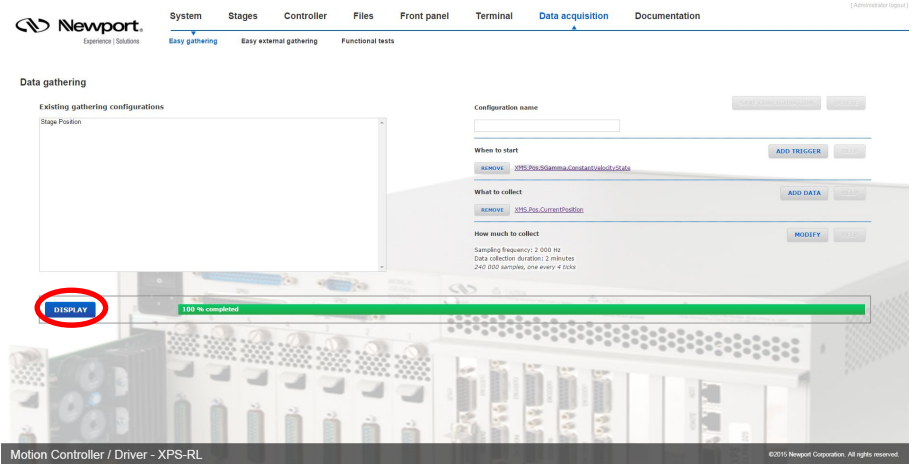 [ Administrator logout ]
Newport®
Experience | Solutions
System Stages Controller Files Front panel Terminal Data acquisition Documentation
Easy gathering Easy external gathering Functional tests
Data gathering
Existing gathering configurations
Stage Position
Configuration name
When to start
ADD TRIGGER
REMOVE XMS.Pos.SGamma.ConstantVelocityState
What to collect
ADD DATA
REMOVE XMS.Pos.CurrentPosition
How much to collect
MODIFY
Sampling frequency: 2 000 Hz
Data collection duration: 2 minutes
240 000 samples, one every 4 ticks
DISPLAY
100 % completed
Motion Controller / Driver - XPS-RL
©2015 Newport Corporation. All rights reserved.